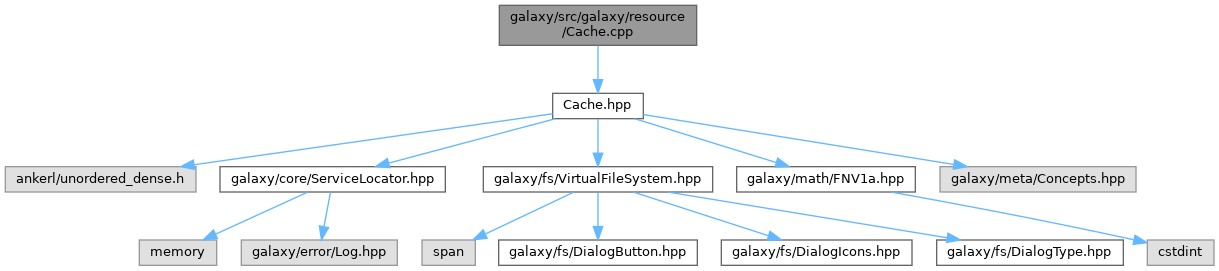 galaxy/src/galaxy/resource
/Cache.cpp
Cache.hpp
ankerl/unordered_dense.h
galaxy/core/ServiceLocator.hpp
galaxy/fs/VirtualFileSystem.hpp
galaxy/math/FNV1a.hpp
galaxy/meta/Concepts.hpp
memory
galaxy/error/Log.hpp
span
galaxy/fs/DialogButton.hpp
galaxy/fs/DialogIcons.hpp
galaxy/fs/DialogType.hpp
cstdint